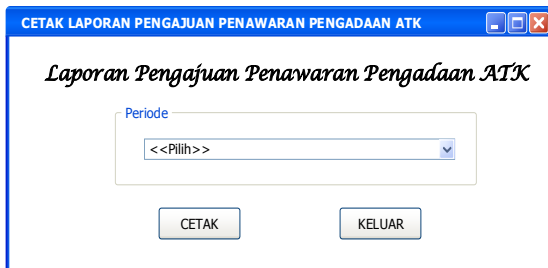 CETAK LAPORAN PENGAJUAN PENAWARAN PENGADAAN ATK
Laporan Pengajuan Penawaran Pengadaan ATK
Periode
<<Pilih>>
CETAK KELUAR